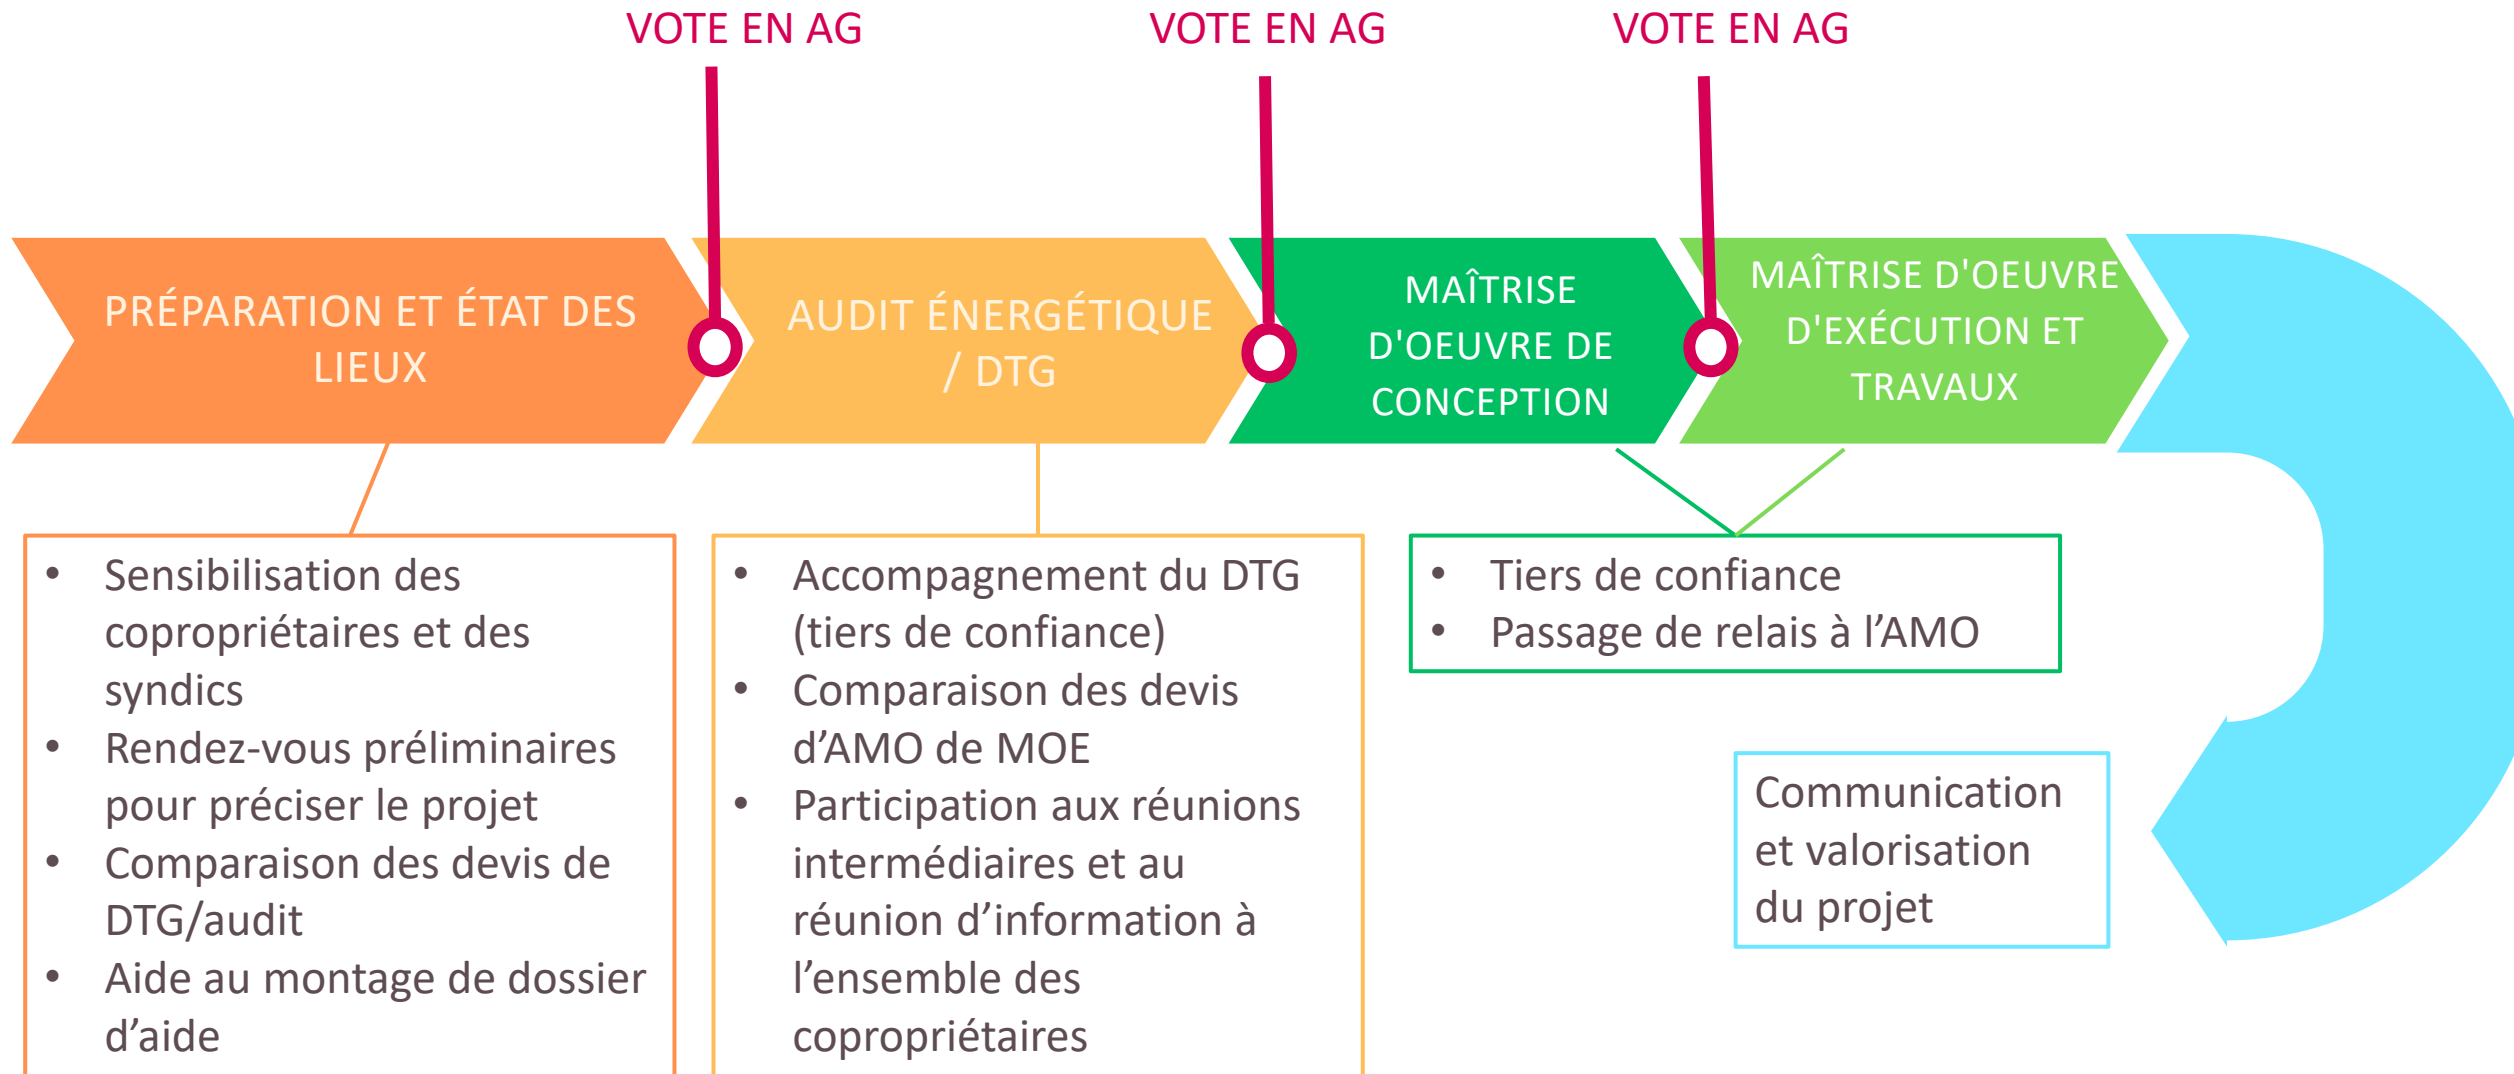 VOTE EN AG
VOTE EN AG
VOTE EN AG
PRÉPARATION ET ÉTAT DES
LIEUX
AUDIT ÉNERGÉTIQUE
/ DTG
MAÎTRISE
D'OEUVRE DE
CONCEPTION
MAÎTRISE D'OEUVRE
D'EXÉCUTION ET
TRAVAUX
• Sensibilisation des
copropriétaires et des
syndics
• Rendez-vous préliminaires
pour préciser le projet
• Comparaison des devis de
DTG/audit
• Aide au montage de dossier
d’aide
• Accompagnement du DTG
(tiers de confiance)
• Comparaison des devis
d’AMO de MOE
• Participation aux réunions
intermédiaires et au
réunion d’information à
l’ensemble des
copropriétaires
• Tiers de confiance
• Passage de relais à l’AMO
Communication
et valorisation
du projet